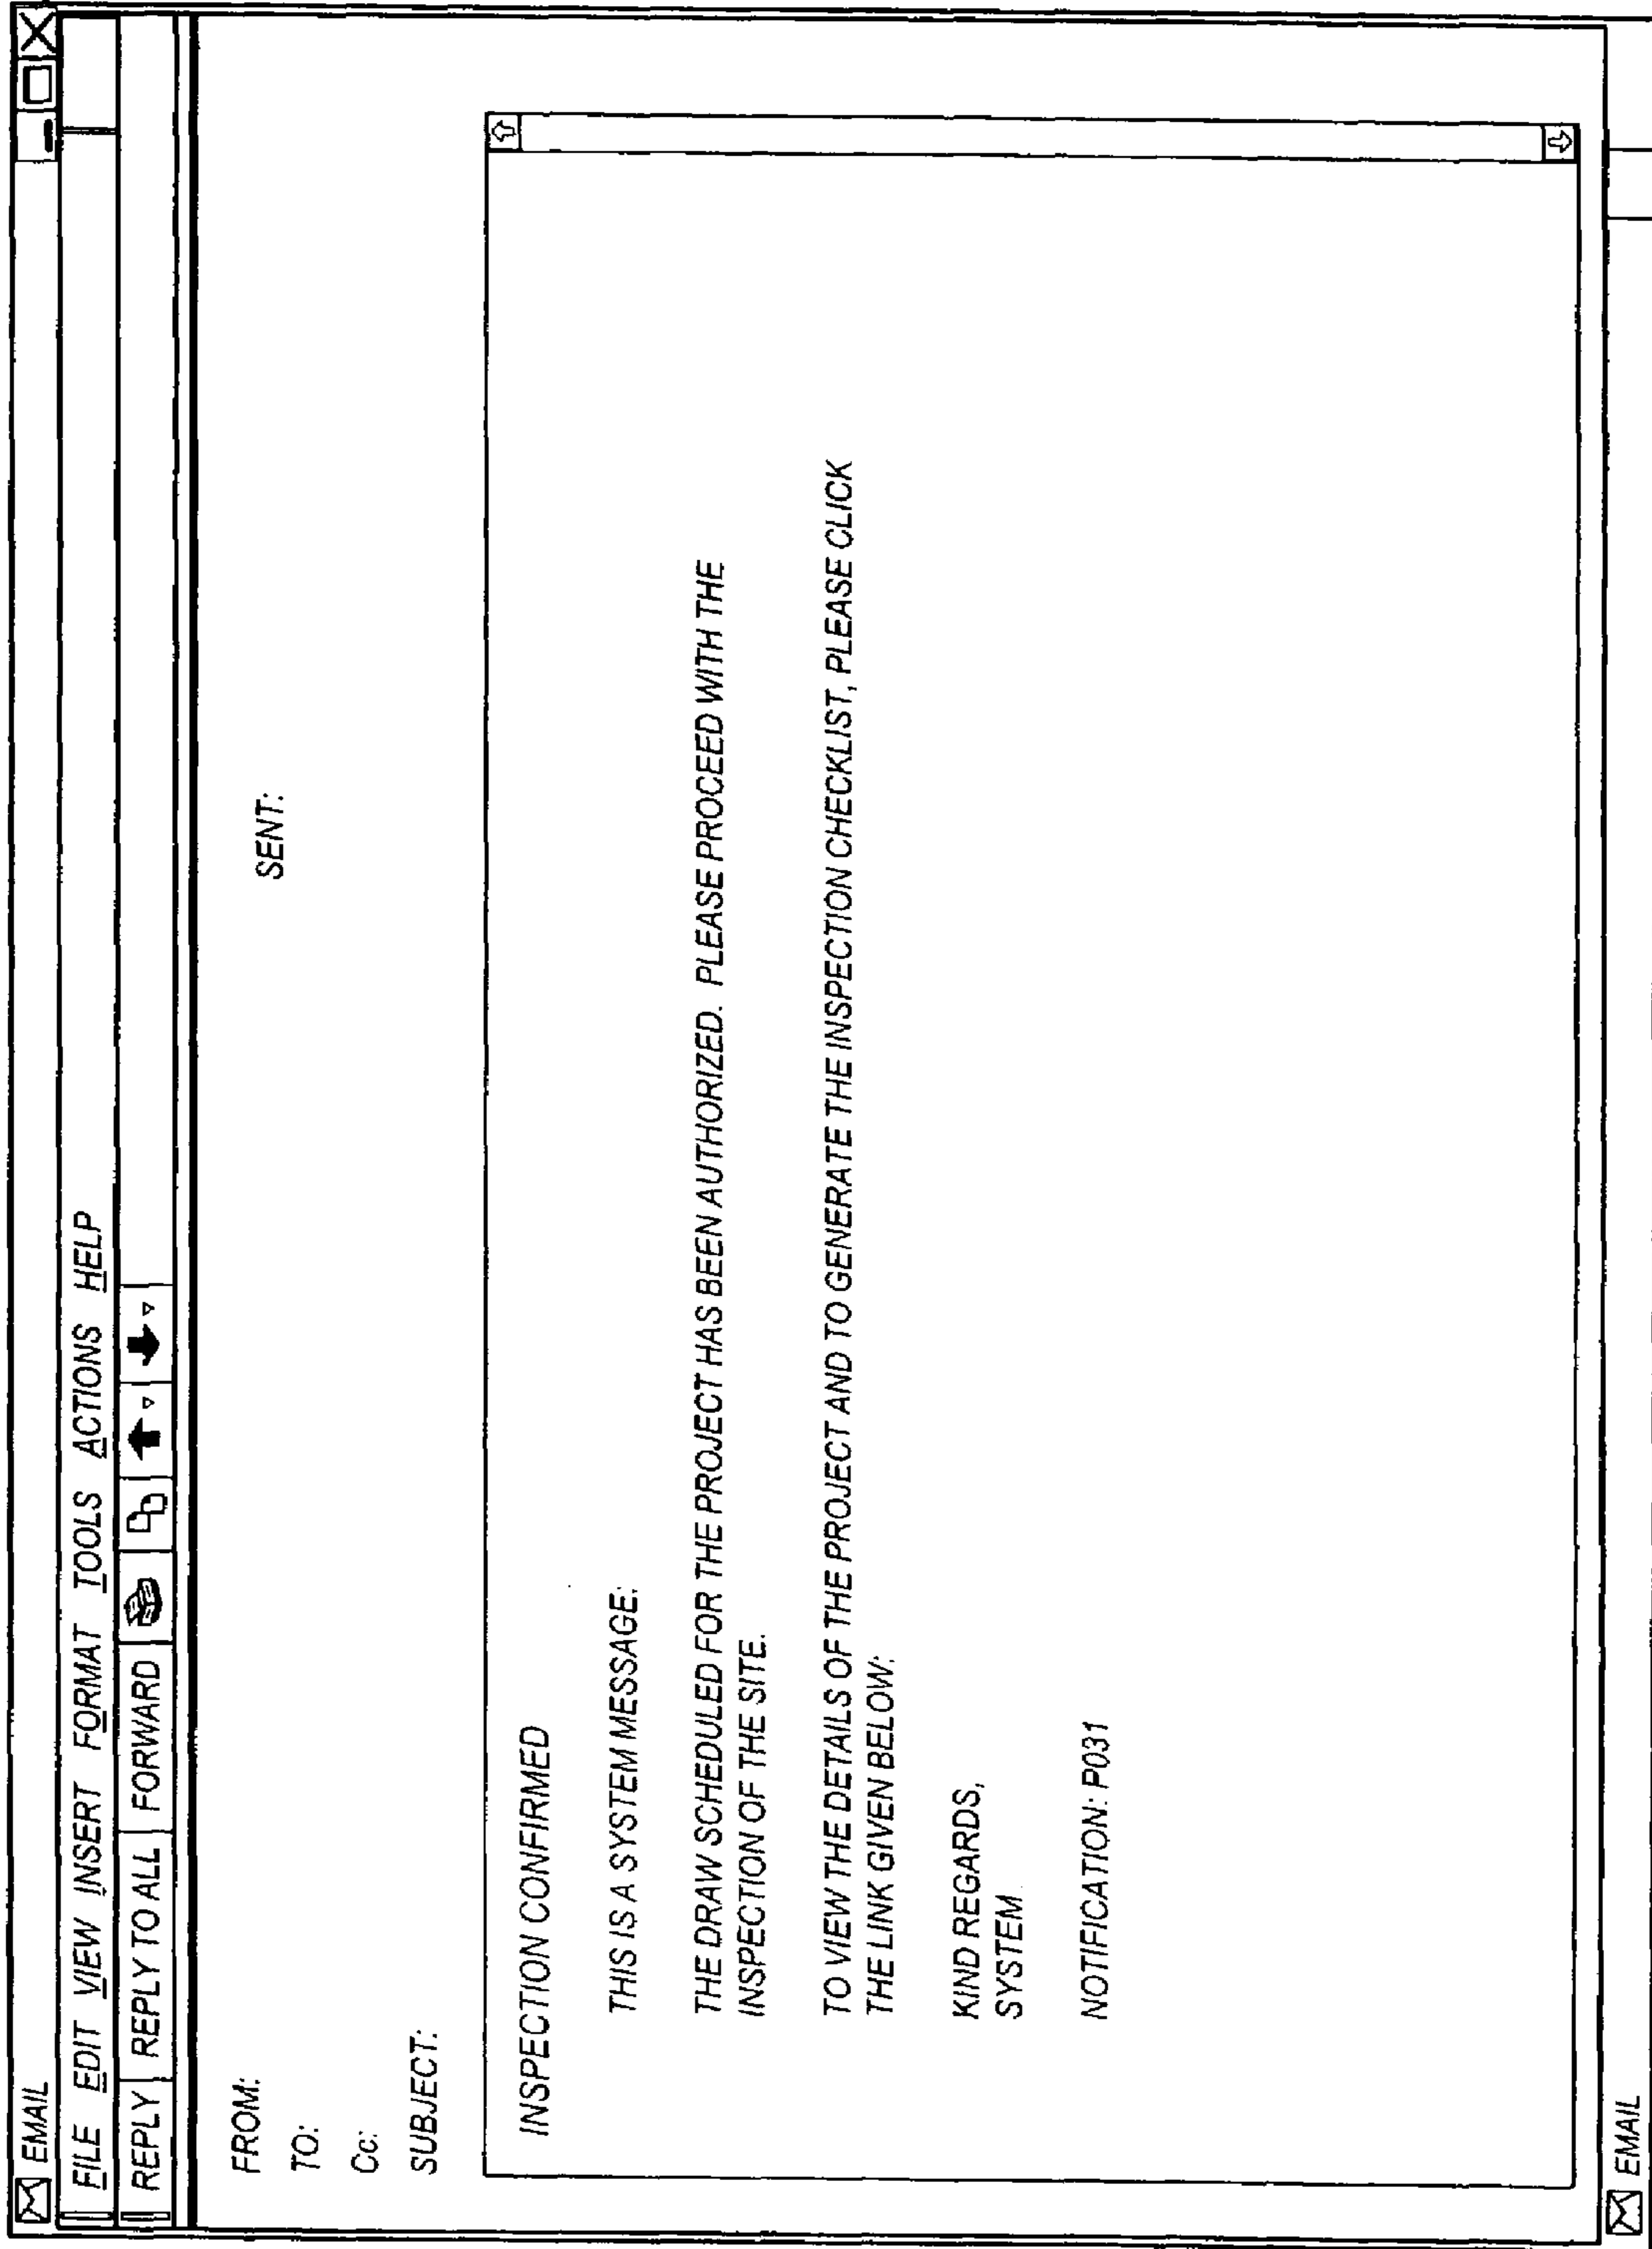 EMAIL
FILE EDIT VIEW INSERT FORMAT TOOLS ACTIONS HELP
REPLY REPLY TO ALL FORWARD
FROM: SENT:
TO:
Cc:
SUBJECT:
INSPECTION CONFIRMED
THIS IS A SYSTEM MESSAGE:
THE DRAW SCHEDULED FOR THE PROJECT HAS BEEN AUTHORIZED. PLEASE PROCEED WITH THE
INSPECTION OF THE SITE.
TO VIEW THE DETAILS OF THE PROJECT AND TO GENERATE THE INSPECTION CHECKLIST, PLEASE CLICK
THE LINK GIVEN BELOW:
KIND REGARDS,
SYSTEM
NOTIFICATION: P031
EMAIL